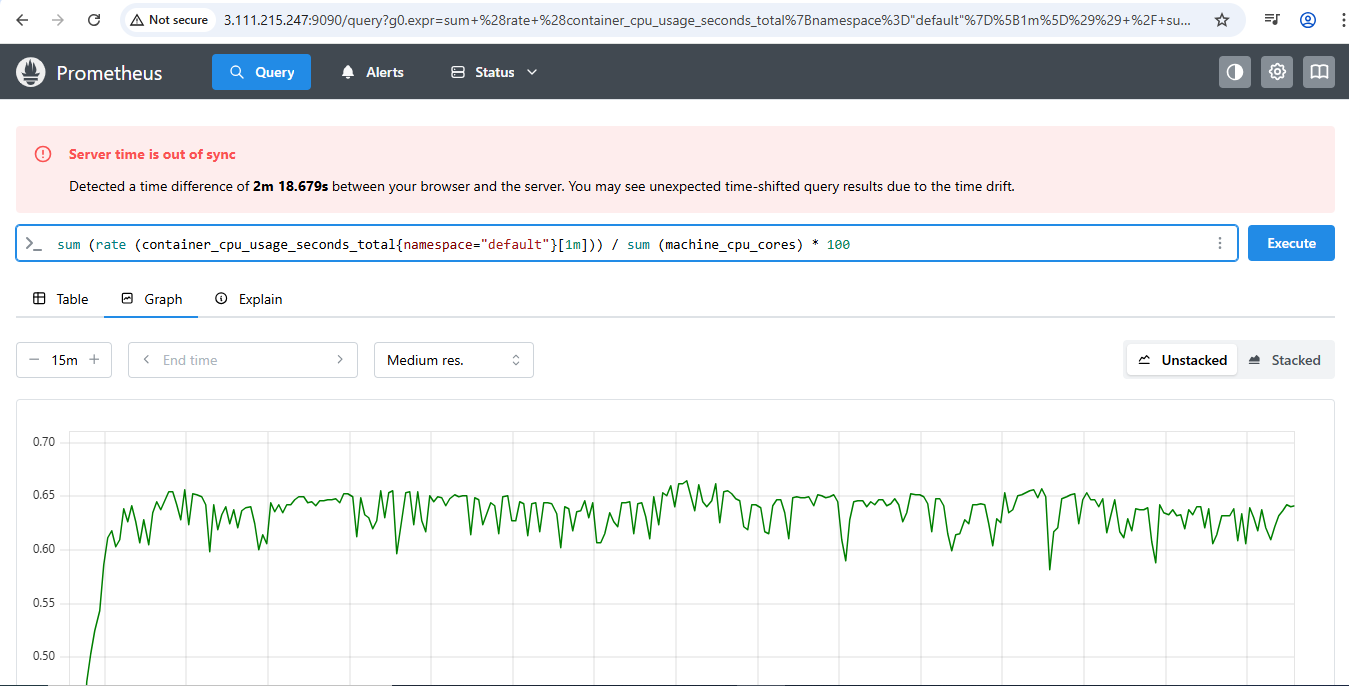 Not secure 3.111.215.247:9090/query?g0.expr=sum+%28rate+%28container_cpu_usage_seconds_total%7Bnamespace%3D"default"%7D%5B1m%5D%29%29+%2F+su...
Prometheus Query Alerts Status
Server time is out of sync
Detected a time difference of 2m 18.679s between your browser and the server. You may see unexpected time-shifted query results due to the time drift.
>_ sum (rate (container_cpu_usage_seconds_total{namespace="default"}[1m])) / sum (machine_cpu_cores) * 100 Execute
Table Graph Explain
15m End time Medium res. Unstacked Stacked
0.70
0.65
0.60
0.55
0.50